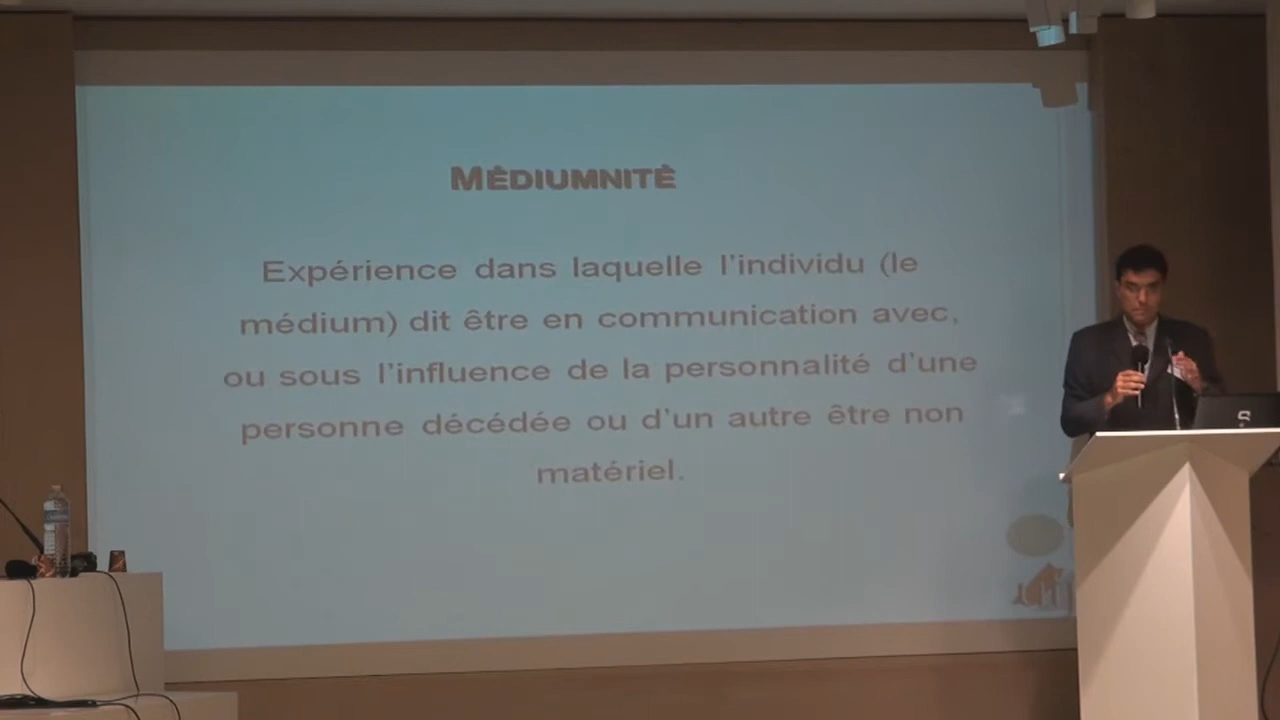 MÉDIUMNITÉ
Expérience dans laquelle l'individu (le
médium) dit être en communication avec,
ou sous l'influence de la personnalité d'une
personne décédée ou d'un autre être non
matériel.